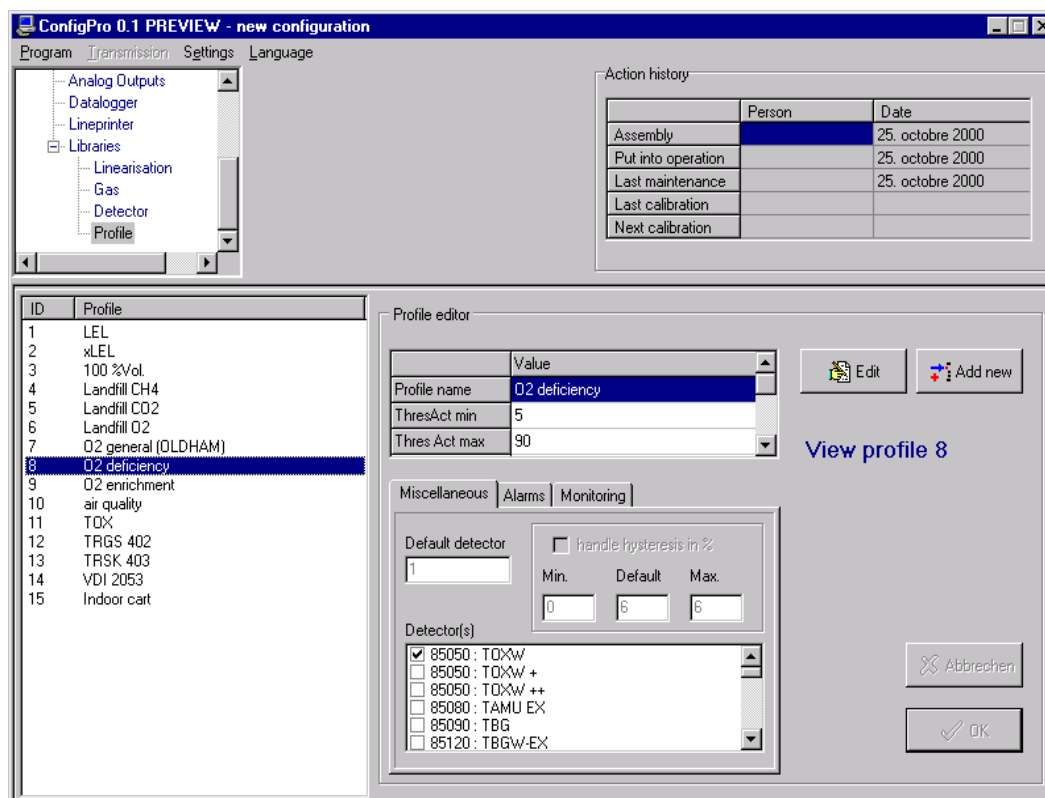 ConfigPro 0.1 PREVIEW - new configuration
Program Transmission Settings Language
Analog Outputs
Datalogger
Lineprinter
Libraries
Linearisation
Gas
Detector
Profile
Action history
Person Date
Assembly 25. octobre 2000
Put into operation 25. octobre 2000
Last maintenance 25. octobre 2000
Last calibration
Next calibration
ID Profile
1 LEL
2 xLEL
3 100 %Vol.
4 Landfill CH4
5 Landfill CO2
6 Landfill O2
7 O2 general (OLDHAM)
8 O2 deficiency
9 O2 enrichment
10 air quality
11 TOX
12 TRGS 402
13 TRSK 403
14 VDI 2053
15 Indoor cart
Profile editor
Value
Profile name O2 deficiency
ThresAct min 5
Thres Act max 90
Edit
Add new
View profile 8
Miscellaneous Alarms Monitoring
Default detector
1
handle hysteresis in %
Min. Default Max.
0 6 6
Detector(s)
85050 : TOXW
85050 : TOXW +
85050 : TOXW ++
85080 : TAMU EX
85090 : TBG
85120 : TBGW-EX
Abbrechen
OK